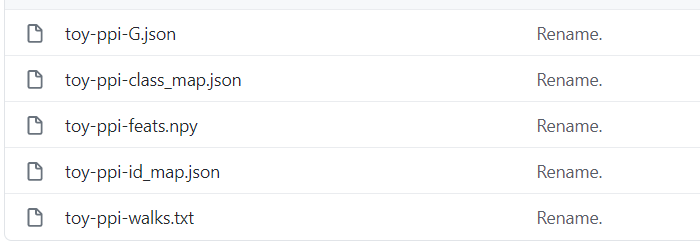 toy-ppi-G.json Rename.
toy-ppi-class_map.json Rename.
toy-ppi-feats.npy Rename.
toy-ppi-id_map.json Rename.
toy-ppi-walks.txt Rename.